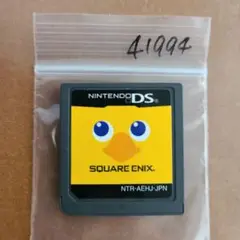 41994
NINTENDO DS
SQUARE ENIX.
NTR-AEHJ-JPN